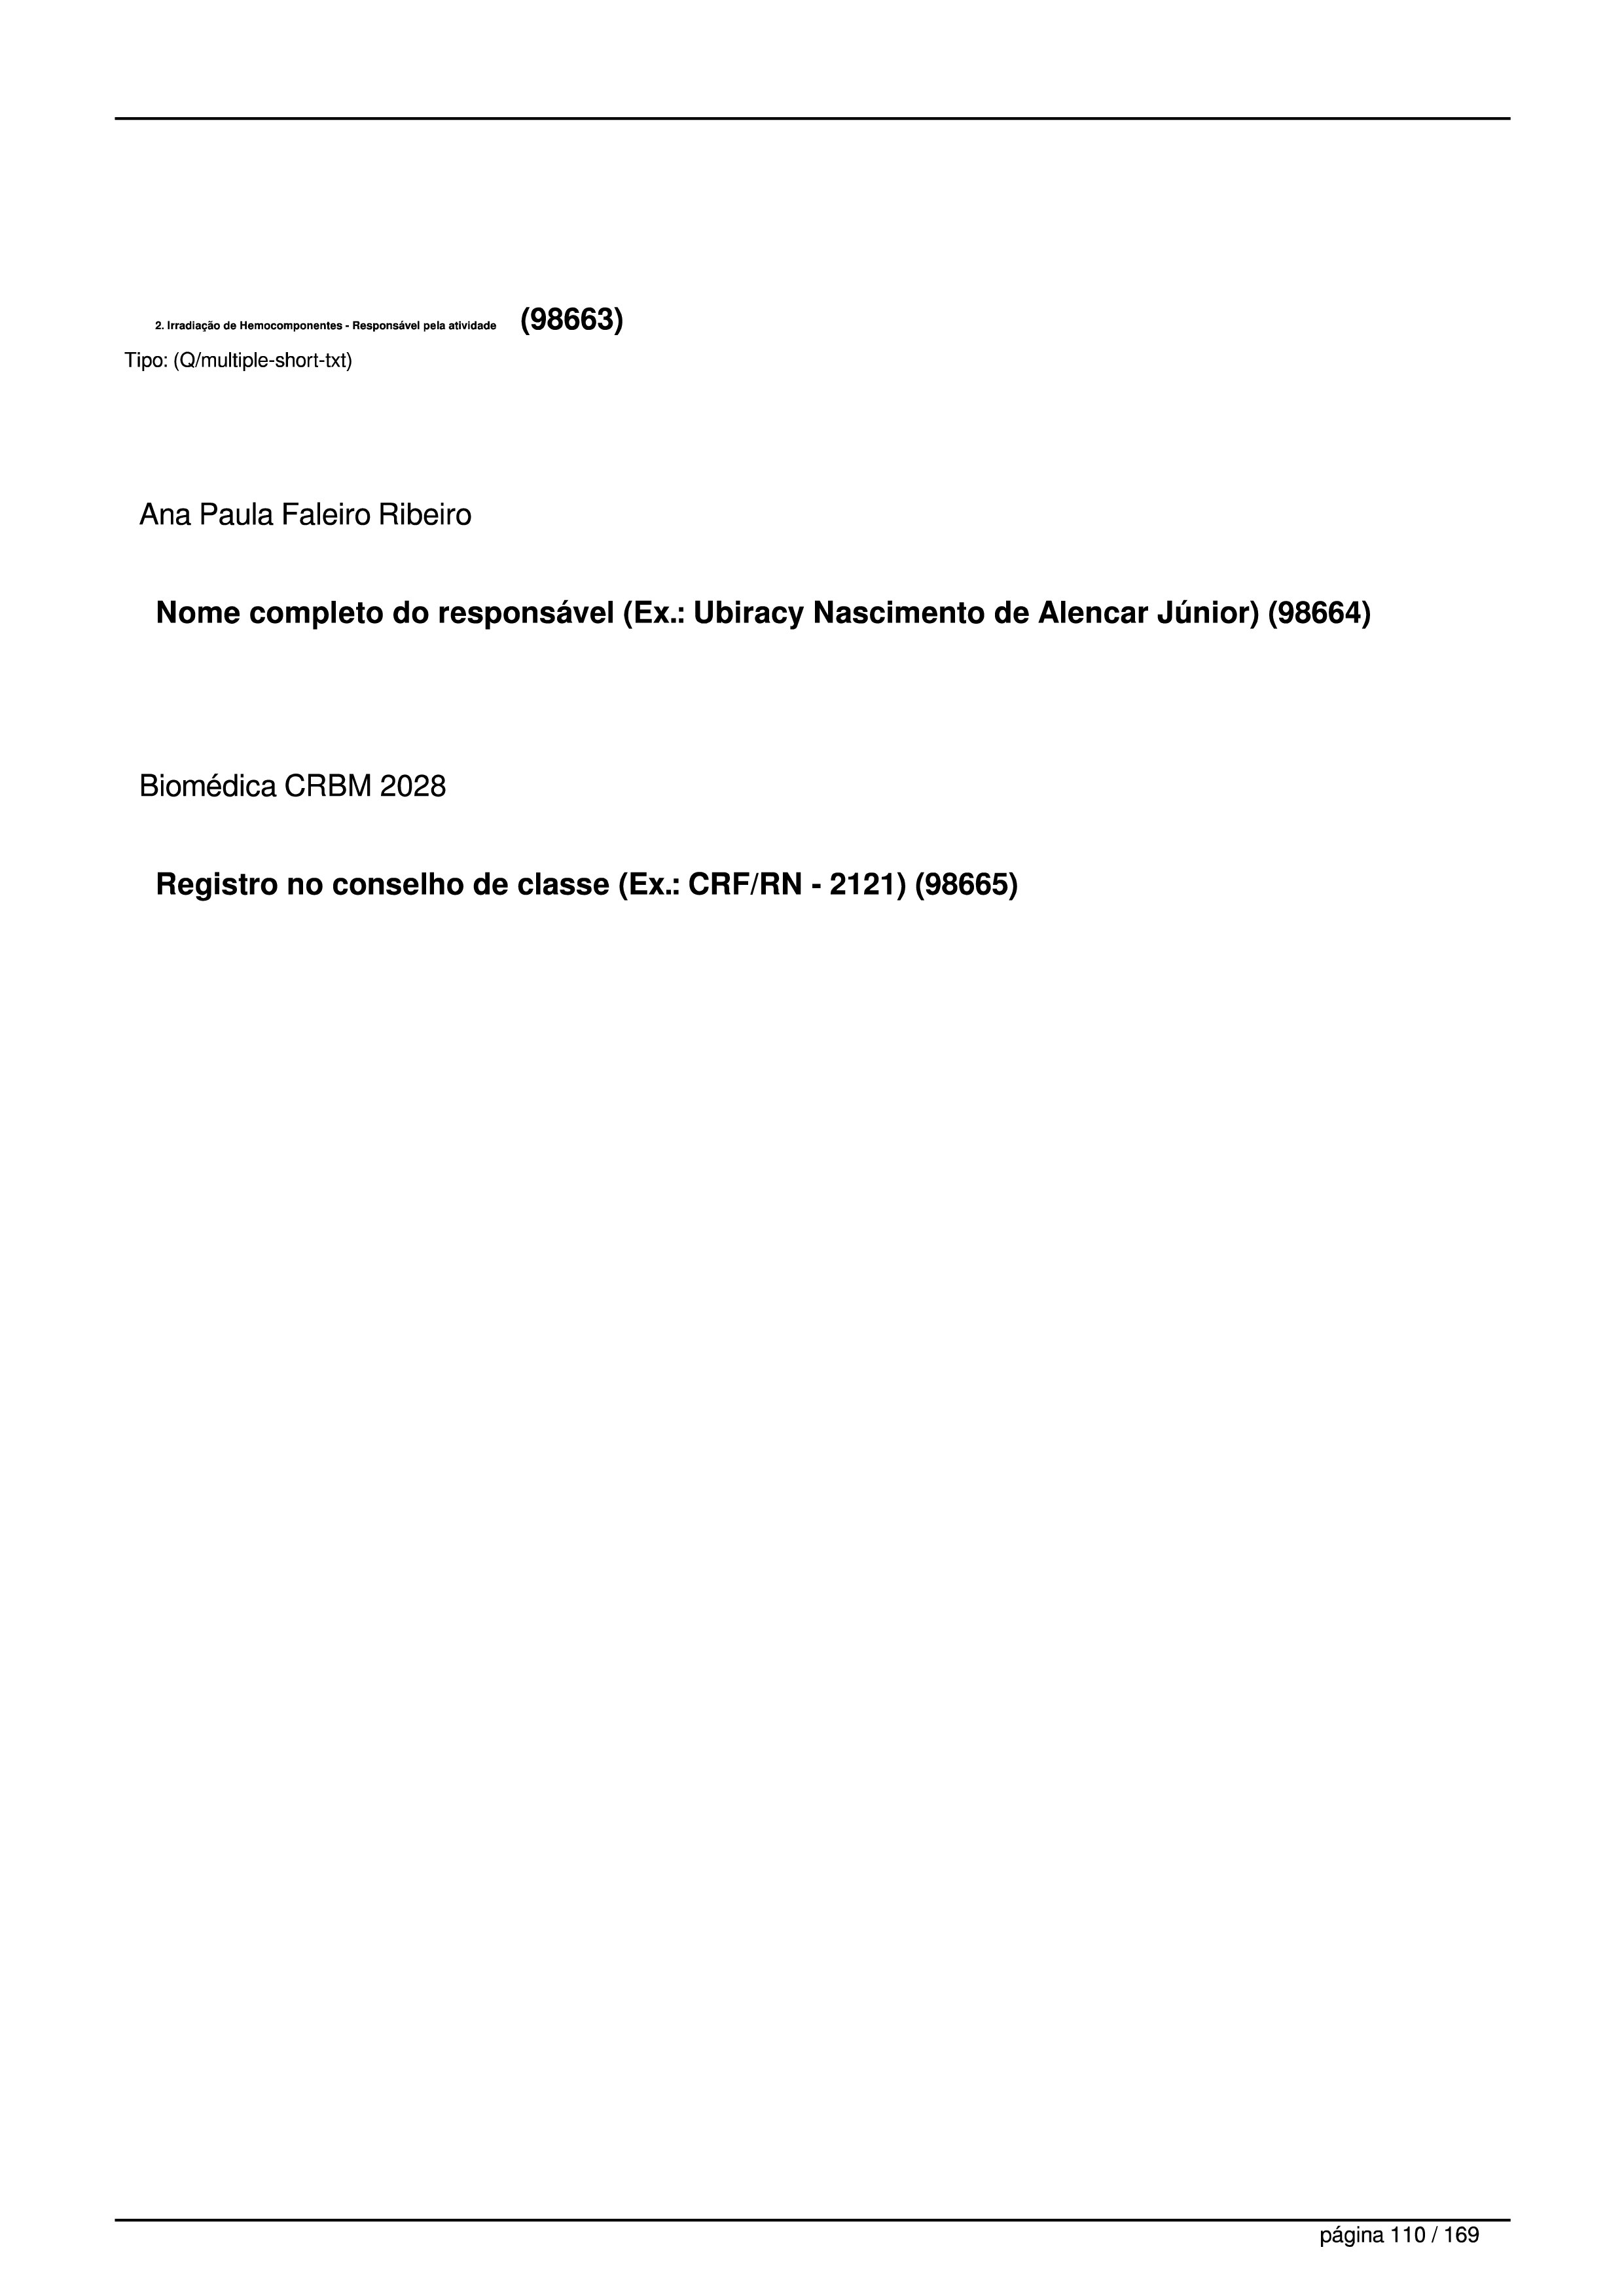 2. Irradiação de Hemocomponentes - Responsável pela atividade (98663)
Tipo: (Q/multiple-short-txt)
Ana Paula Faleiro Ribeiro
Nome completo do responsável (Ex.: Ubiracy Nascimento de Alencar Júnior) (98664)
Biomédica CRBM 2028
Registro no conselho de classe (Ex.: CRF/RN - 2121) (98665)
página 110 / 169